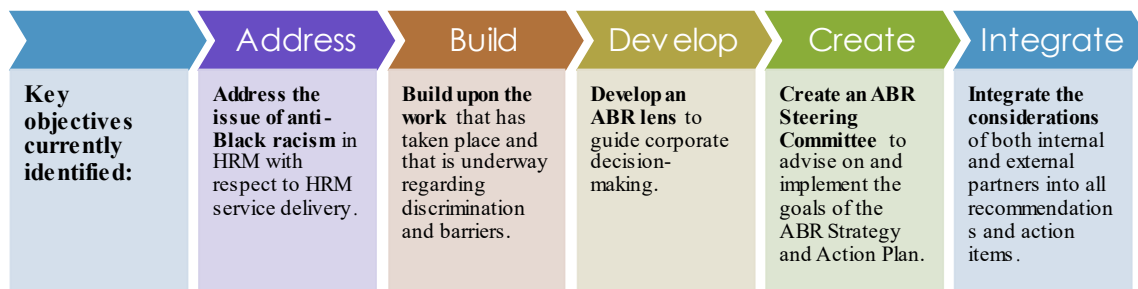 Address
Build
Develop
Create
Integrate
Key
objectives
currently
identified:
Address the
issue of anti-
Black racism in
HRM with
respect to HRM
service delivery.
Build upon the
work that has
taken place and
that is underway
regarding
discrimination
and barriers.
Develop an
ABR lens to
guide corporate
decision-
making.
Create an ABR
Steering
Committee to
advise on and
implement the
goals of the
ABR Strategy
and Action Plan.
Integrate the
considerations
of both internal
and external
partners into all
recommendation
s and action
items.